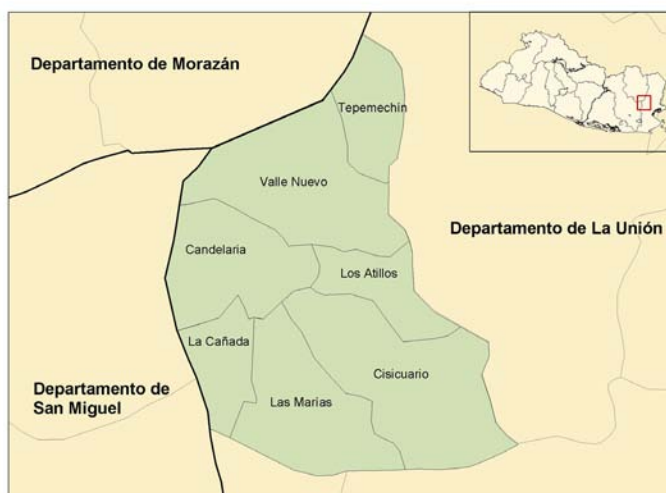 Departamento de Morazán
Tepemechín
Valle Nuevo
Departamento de La Unión
Candelaria
Los Atillos
La Cañada
Cisicuario
Departamento de
San Miguel
Las Marías